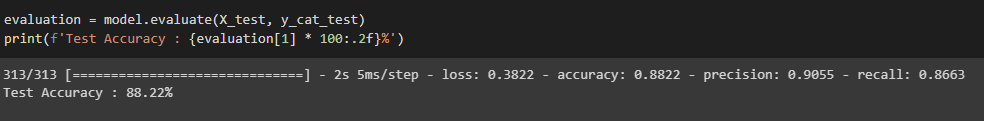 evaluation = model.evaluate(X_test, y_cat_test)
print(f'Test Accuracy : {evaluation[1] * 100:.2f}%')
313/313 [==============================] - 2s 5ms/step - loss: 0.3822 - accuracy: 0.8822 - precision: 0.9055 - recall: 0.8663
Test Accuracy : 88.22%